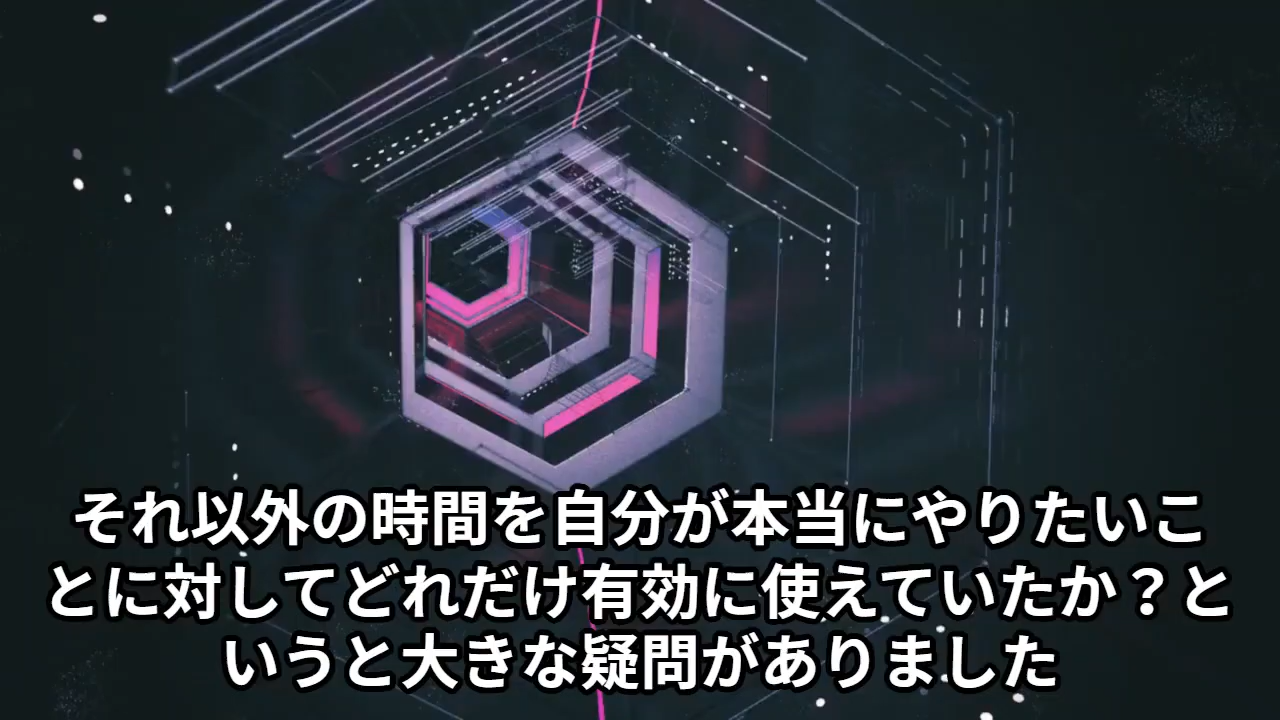 それ以外の時間を自分が本当にやりたいこ
とに対してどれだけ有効に使えていたか？と
いうと大きな疑問がありました